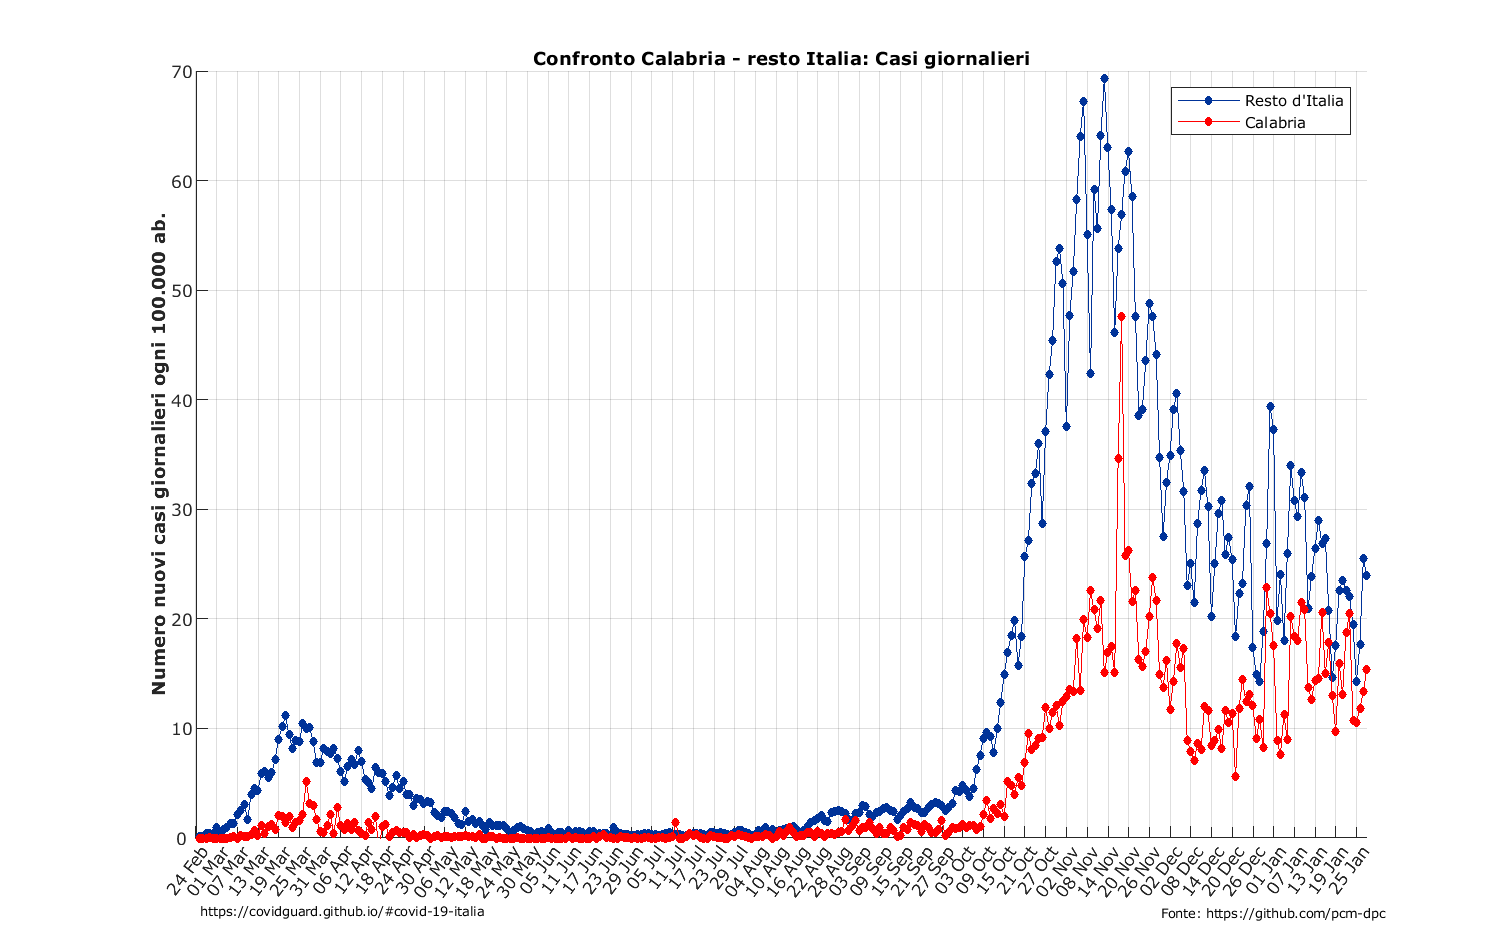 Confronto Calabria - resto Italia: Casi giornalieri
Resto d'Italia
Calabria
Numero nuovi casi giornalieri ogni 100.000 ab.
70
60
50
40
30
20
10
0
24 Feb
01 Mar
07 Mar
13 Mar
19 Mar
25 Mar
31 Mar
06 Apr
12 Apr
18 Apr
24 Apr
30 Apr
06 May
12 May
18 May
24 May
30 May
05 Jun
11 Jun
17 Jun
23 Jun
29 Jun
05 Jul
11 Jul
17 Jul
23 Jul
29 Jul
04 Aug
10 Aug
16 Aug
22 Aug
28 Aug
03 Sep
09 Sep
15 Sep
21 Sep
27 Sep
03 Oct
09 Oct
15 Oct
21 Oct
27 Oct
02 Nov
08 Nov
14 Nov
20 Nov
26 Nov
02 Dec
08 Dec
14 Dec
20 Dec
26 Dec
01 Jan
07 Jan
13 Jan
19 Jan
25 Jan
https://covidguard.github.io/#covid-19-italia
Fonte: https://github.com/pcm-dpc